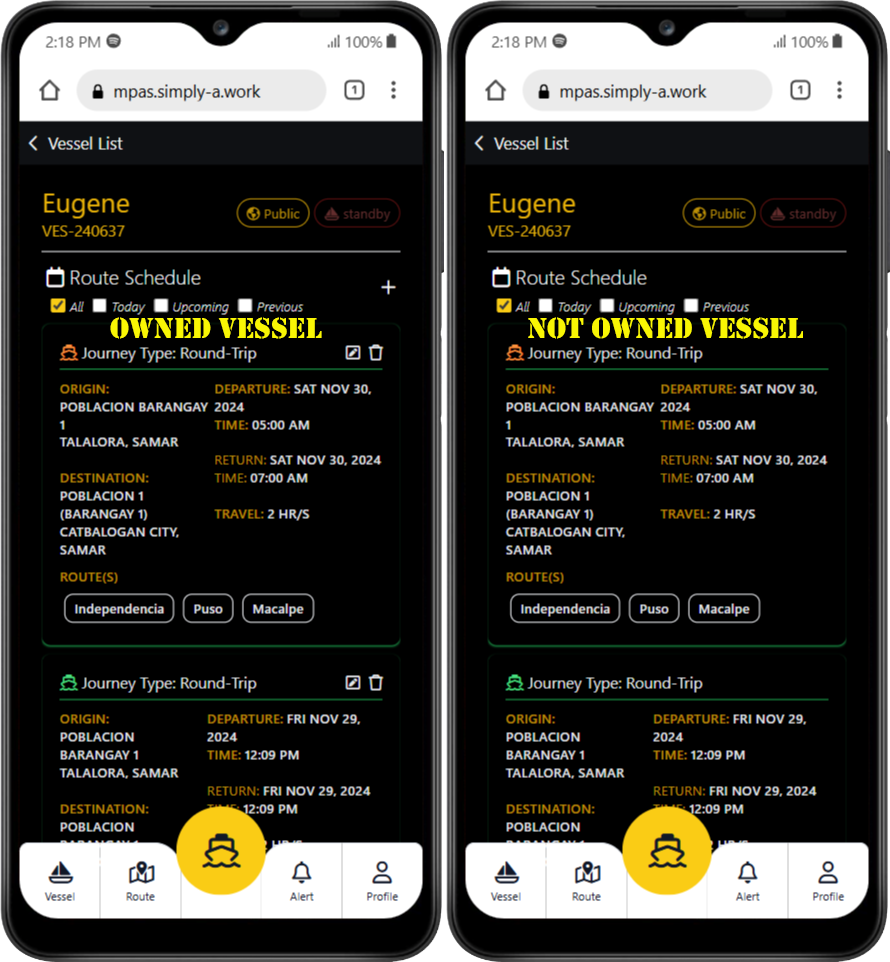 2:18 PM 100%
1
mpas.simply-a.work
Vessel List
Eugene
Public
standby
VES-240637
Route Schedule
+
All Today Upcoming Previous
OWNED VESSEL
Journey Type: Round-Trip
ORIGIN:
POBLACION BARANGAY
1
TALALORA, SAMAR
DESTINATION:
POBLACION 1
(BARANGAY 1)
CATBALOGAN CITY,
SAMAR
DEPARTURE: SAT NOV 30,
2024
TIME: 05:00 AM
RETURN: SAT NOV 30, 2024
TIME: 07:00 AM
TRAVEL: 2 HR/S
ROUTE(S)
Independencia
Puso
Macalpe
Journey Type: Round-Trip
ORIGIN:
POBLACION
BARANGAY 1
TALALORA, SAMAR
DESTINATION:
POBLACION
BARANGAY 1
DEPARTURE: FRI NOV 29,
2024
TIME: 12:09 PM
RETURN: FRI NOV 29, 2024
TIME: 12:09 PM
HR/S
Vessel
Route
Alert
Profile
2:18 PM 100%
1
mpas.simply-a.work
Vessel List
Eugene
Public
standby
VES-240637
Route Schedule
All Today Upcoming Previous
NOT OWNED VESSEL
Journey Type: Round-Trip
ORIGIN:
POBLACION BARANGAY
1
TALALORA, SAMAR
DESTINATION:
POBLACION 1
(BARANGAY 1)
CATBALOGAN CITY,
SAMAR
DEPARTURE: SAT NOV 30,
2024
TIME: 05:00 AM
RETURN: SAT NOV 30, 2024
TIME: 07:00 AM
TRAVEL: 2 HR/S
ROUTE(S)
Independencia
Puso
Macalpe
Journey Type: Round-Trip
ORIGIN:
POBLACION
BARANGAY 1
TALALORA, SAMAR
DESTINATION:
POBLACION
BARANGAY 1
DEPARTURE: FRI NOV 29,
2024
TIME: 12:09 PM
RETURN: FRI NOV 29, 2024
TIME: 12:09 PM
HR/S
Vessel
Route
Alert
Profile